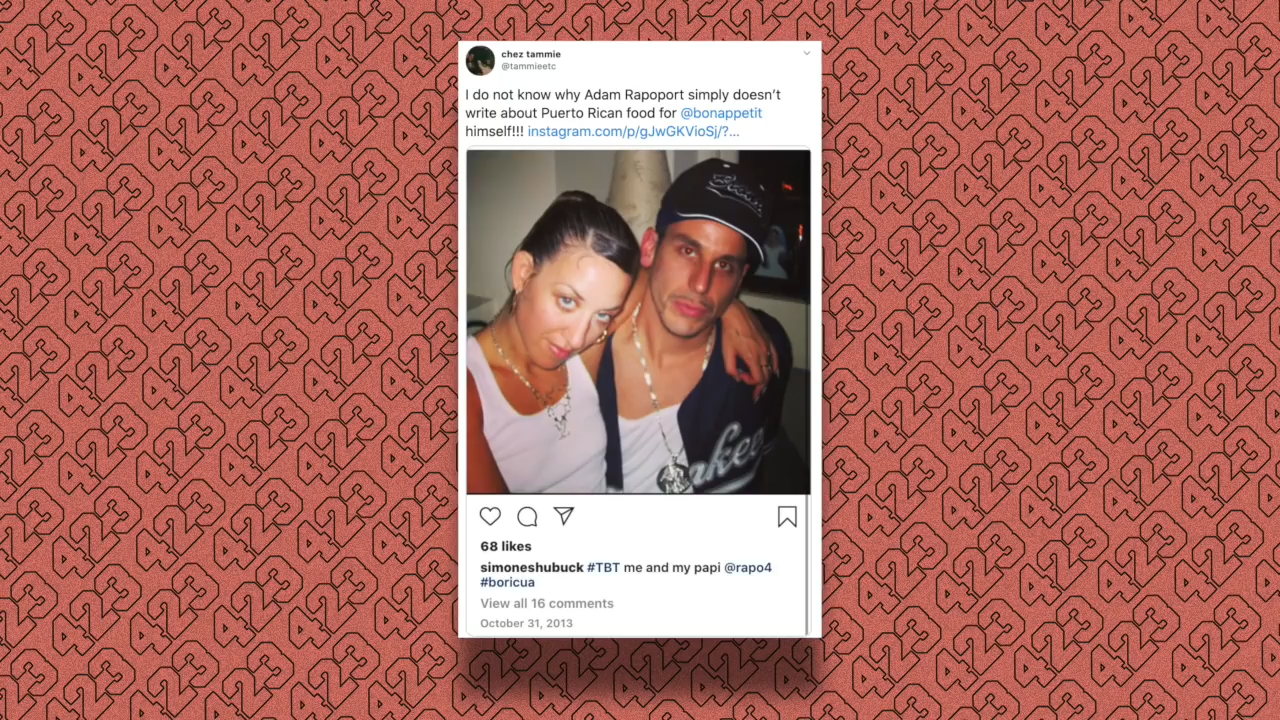 chez tammie
@tammieetc
I do not know why Adam Rapoport simply doesn't
write about Puerto Rican food for @bonappetit
himself!!! instagram.com/p/gJwGKVioSj/?...
akee
68 likes
simoneshubuck #TBT me and my papi @rapo4
#boricua
View all 16 comments
October 31, 2013
423